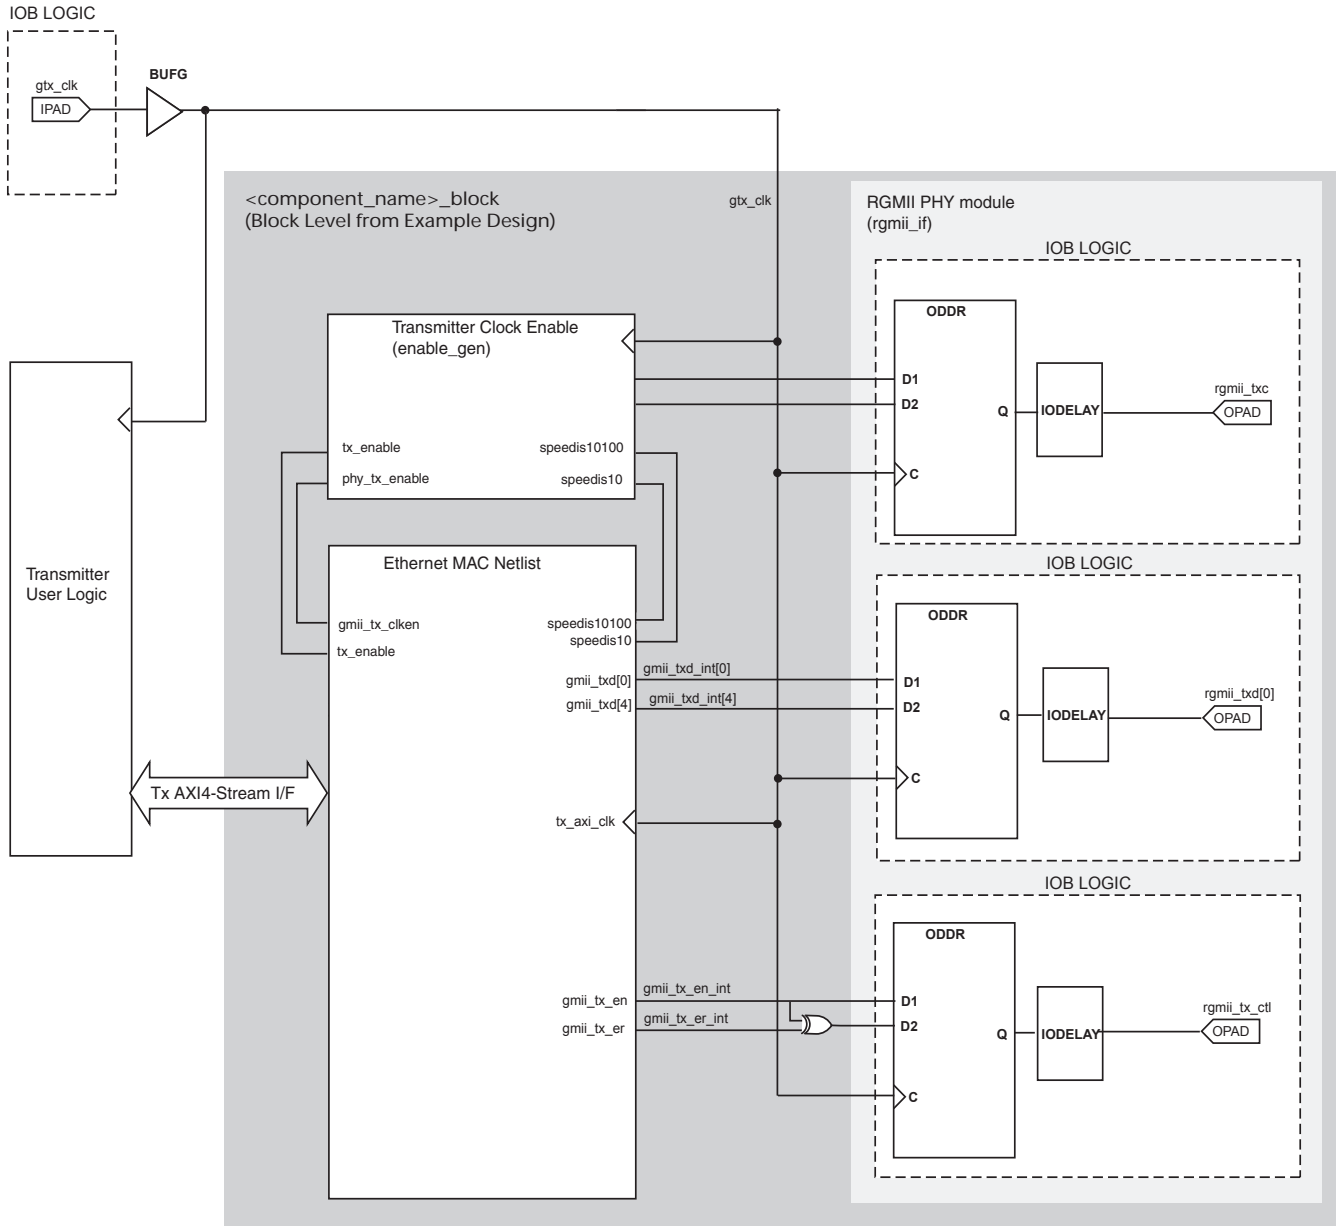 IOB LOGIC
gtx_clk
IPAD
BUFG
<component_name>_block
(Block Level from Example Design)
gtx_clk
RGMII PHY module
(rgmii_if)
IOB LOGIC
ODDR
D1
D2
Q
C
IODELAY
rgmii_txc
OPAD
Transmitter Clock Enable
(enable_gen)
tx_enable
phy_tx_enable
speedis10100
speedis10
Transmitter
User Logic
Tx AXI4-Stream I/F
Ethernet MAC Netlist
gmii_tx_clken
tx_enable
speedis10100
speedis10
gmii_txd[0]
gmii_txd[4]
gmii_txd_int[0]
gmii_txd_int[4]
tx_axi_clk
gmii_tx_en
gmii_tx_er
gmii_tx_en_int
gmii_tx_er_int
IOB LOGIC
ODDR
D1
D2
Q
C
IODELAY
rgmii_txd[0]
OPAD
IOB LOGIC
ODDR
D1
D2
Q
C
IODELAY
rgmii_tx_ctl
OPAD